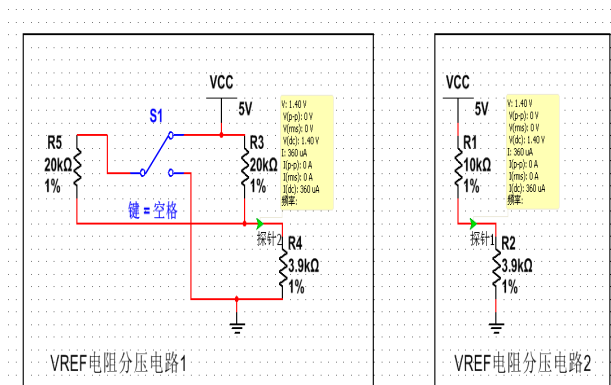 VCC
5V
S1
R5
20kΩ
1%
R3
20kΩ
1%
V: 1.40 V
V(p-p): 0 V
V(rms): 0 V
V(dc): 1.40 V
I: 360 uA
I(p-p): 0 A
I(rms): 0 A
I(dc): 360 uA
频率:
键 = 空格
探针2
R4
3.9kΩ
1%
VREF电阻分压电路1
VCC
5V
R1
10kΩ
1%
V: 1.40 V
V(p-p): 0 V
V(rms): 0 V
V(dc): 1.40 V
I: 360 uA
I(p-p): 0 A
I(rms): 0 A
I(dc): 360 uA
频率:
探针1
R2
3.9kΩ
1%
VREF电阻分压电路2